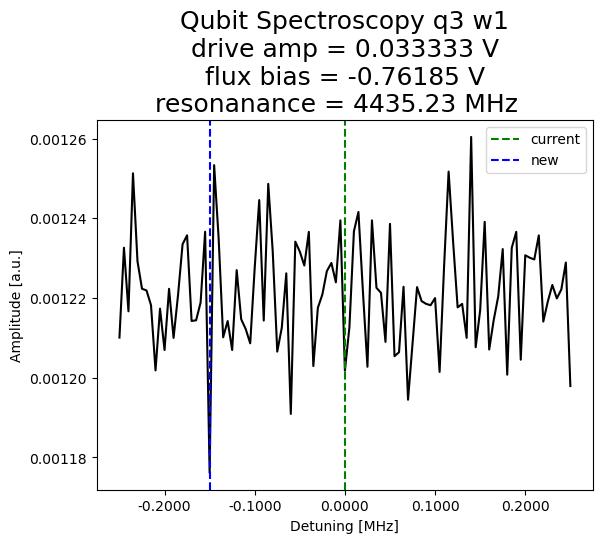 Qubit Spectroscopy q3 w1
drive amp = 0.033333 V
flux bias = -0.76185 V
resonanance = 4435.23 MHz
current
new
0.00126
0.00124
0.00122
0.00120
0.00118
Amplitude [a.u.]
-0.2000 -0.1000 0.0000 0.1000 0.2000
Detuning [MHz]